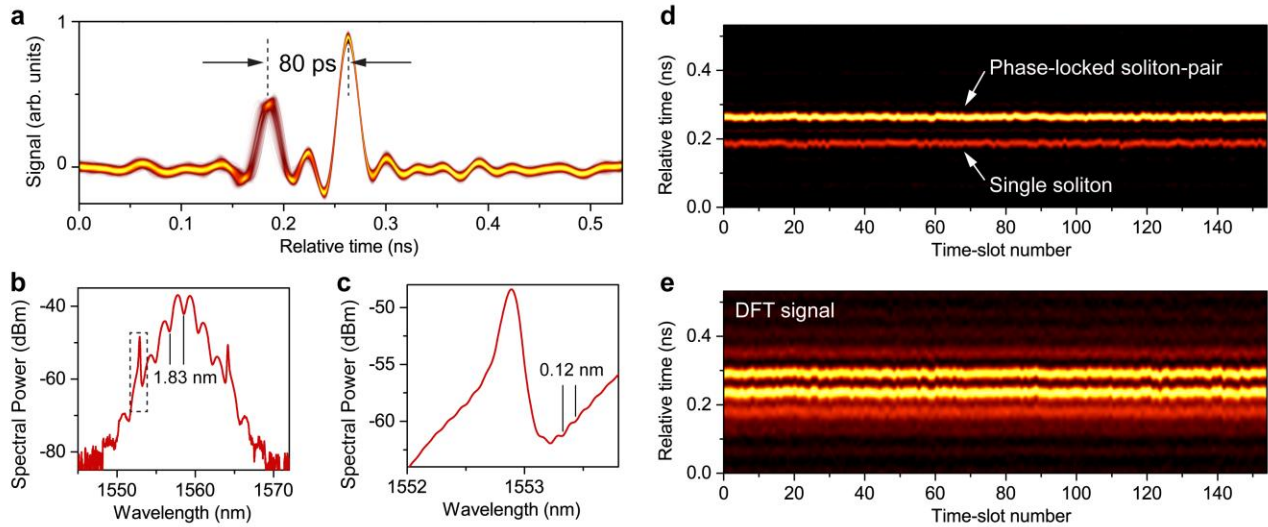 a
1
80 ps
Signal (arb. units)
0
0.0 0.1 0.2 0.3 0.4 0.5
Relative time (ns)
b
-40
-60
-80
Spectral Power (dBm)
1.83 nm
1550 1560 1570
Wavelength (nm)
c
-50
-55
-60
Spectral Power (dBm)
0.12 nm
1552 1553
Wavelength (nm)
d
0.4
0.2
0.0
Relative time (ns)
Phase-locked soliton-pair
Single soliton
0 20 40 60 80 100 120 140
Time-slot number
e
DFT signal
0.4
0.2
0.0
Relative time (ns)
0 20 40 60 80 100 120 140
Time-slot number